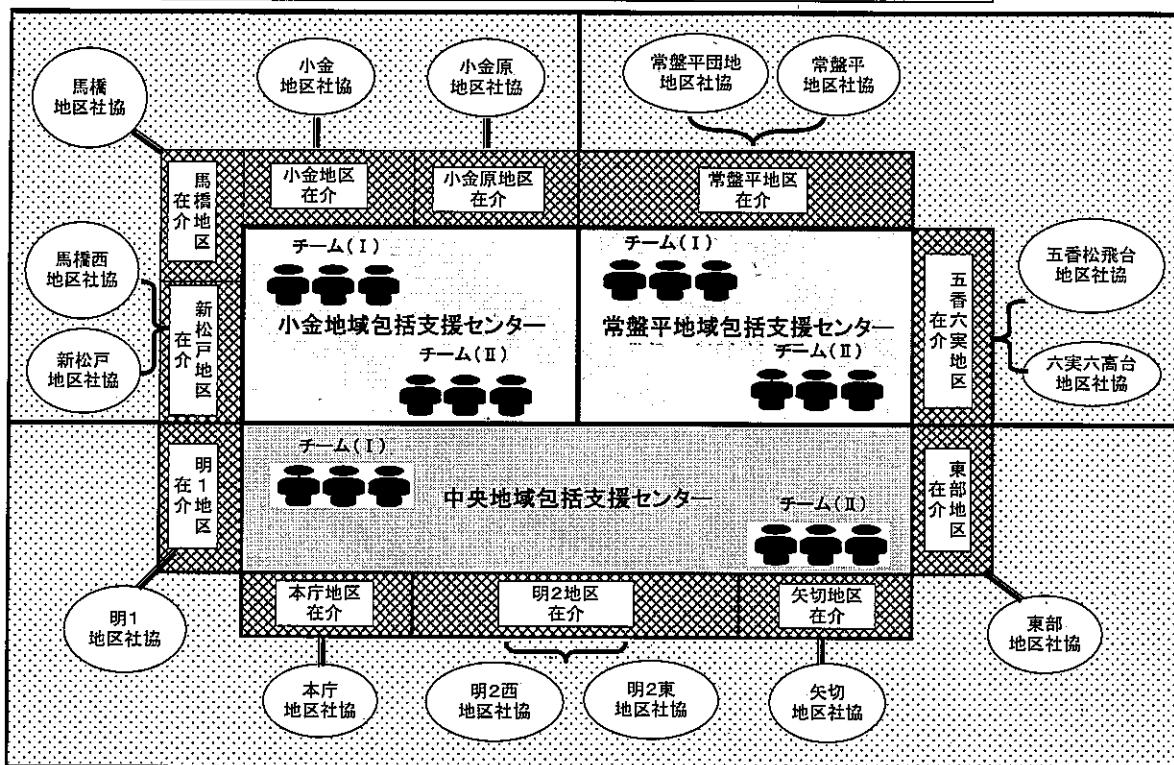 小金
地区社協
小金原
地区社協
常盤平団地
地区社協
常盤平
地区社協
馬橋
地区社協
馬橋地区
在介
小金地区
在介
小金原地区
在介
常盤平地区
在介
馬橋西
地区社協
新松戸
地区社協
新松戸地区
在介
チーム(Ⅰ)
小金地域包括支援センター
チーム(Ⅱ)
チーム(Ⅰ)
常盤平地域包括支援センター
チーム(Ⅱ)
五香六実地区
在介
五香松飛台
地区社協
六実六高台
地区社協
明1地区
在介
チーム(Ⅰ)
中央地域包括支援センター
チーム(Ⅱ)
東部地区
在介
本庁地区
在介
明2地区
在介
矢切地区
在介
明1
地区社協
本庁
地区社協
明2西
地区社協
明2東
地区社協
矢切
地区社協
東部
地区社協